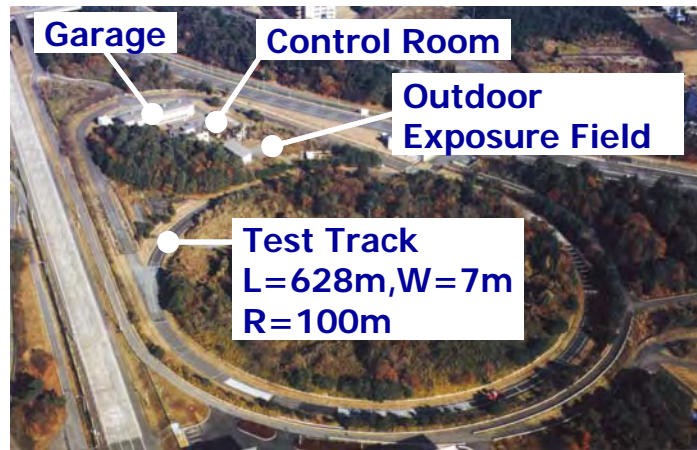 Garage
Control Room
Outdoor
Exposure Field
Test Track
L=628m,W=7m
R=100m